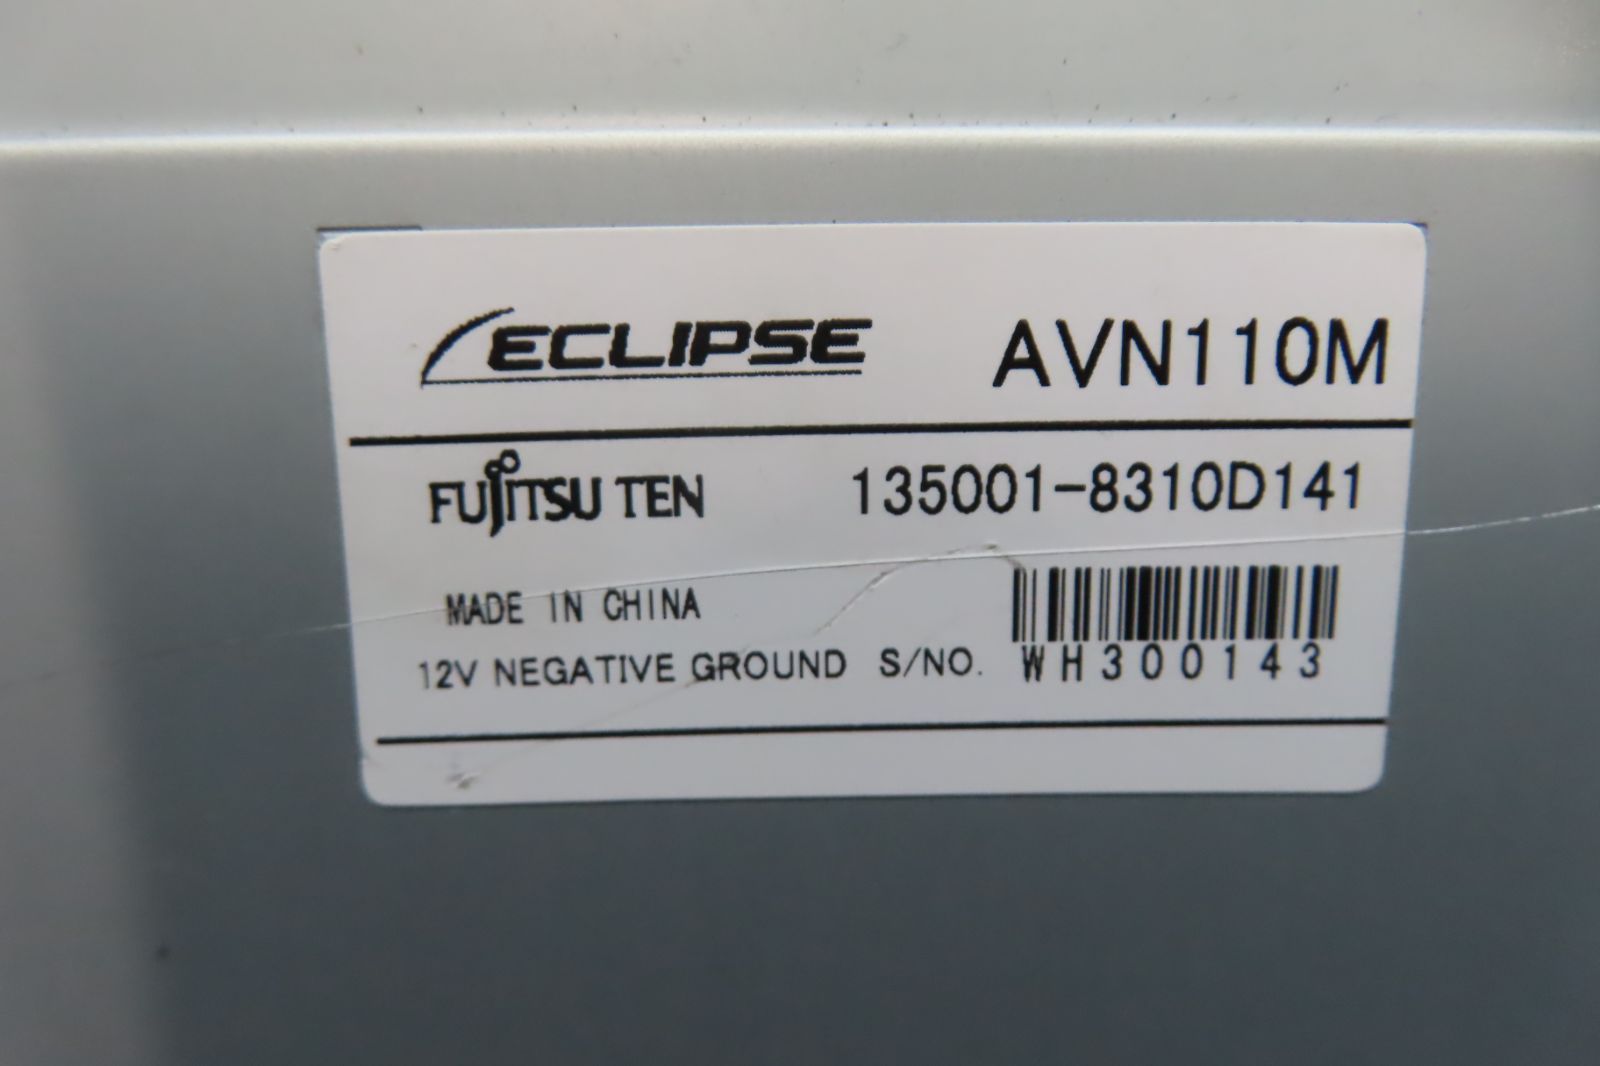 ECLIPSE AVN110M
FUJITSU TEN 135001-8310D141
MADE IN CHINA
12V NEGATIVE GROUND S/NO. WH300143